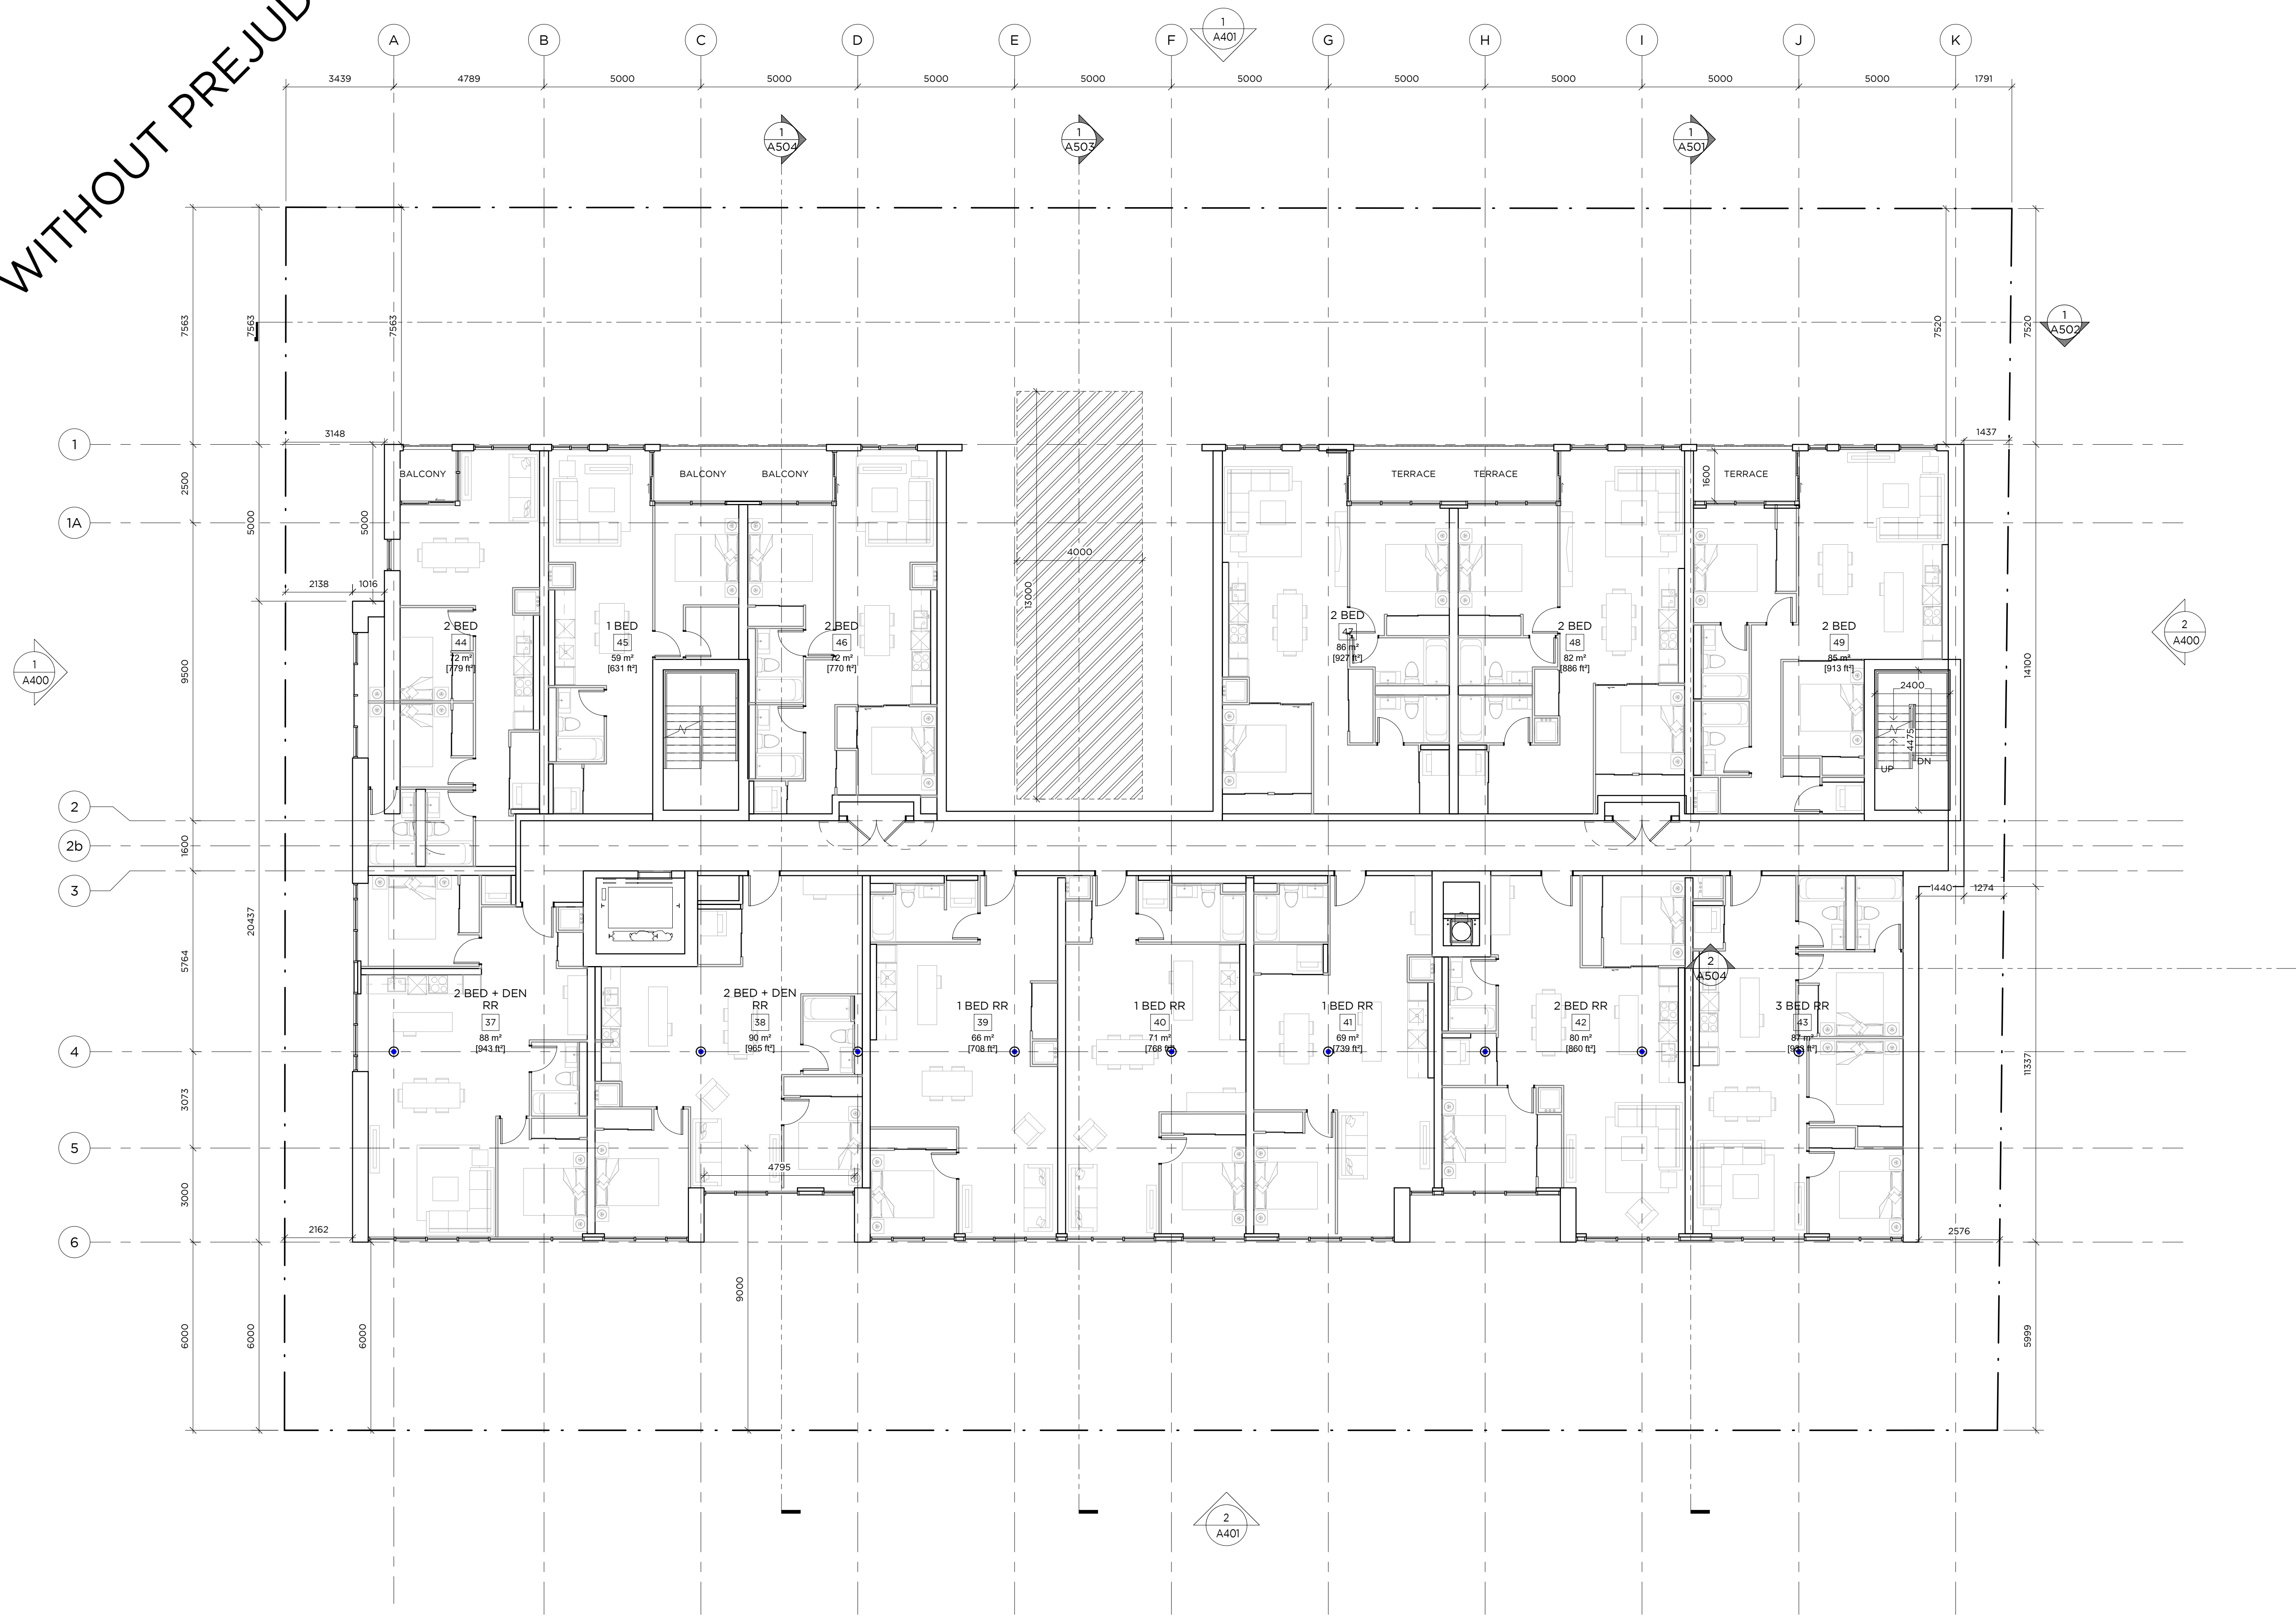 WITHOUT PREJUD
A
B
C
D
E
F
G
H
I
J
K
1
A401
3439
4789
5000
5000
5000
5000
5000
5000
5000
5000
5000
1791
1
A504
1
A503
1
A501
7563
7563
7563
7520
7520
1
A502
1
3148
1437
BALCONY
BALCONY
BALCONY
TERRACE
TERRACE
TERRACE
1600
2500
5000
5000
1A
4000
13000
2138
1016
9500
14100
1
A400
2
A400
2 BED
44
72 m²
[779 ft²]
1 BED
45
59 m²
[631 ft²]
2 BED
46
72 m²
[770 ft²]
2 BED
47
86 m²
[927 ft²]
2 BED
48
82 m²
[886 ft²]
2 BED
49
85 m²
[913 ft²]
2400
4475
UP
DN
2
2b
1600
3
1440
1274
20437
5764
2
A504
2 BED + DEN
RR
37
88 m²
[943 ft²]
2 BED + DEN
RR
38
90 m²
[965 ft²]
1 BED RR
39
66 m²
[708 ft²]
1 BED RR
40
71 m²
[768 ft²]
1 BED RR
41
69 m²
[739 ft²]
2 BED RR
42
80 m²
[860 ft²]
3 BED RR
43
87 m²
4
3073
11337
5
4795
3000
2162
2576
6
9000
6000
6000
6000
5999
2
A401